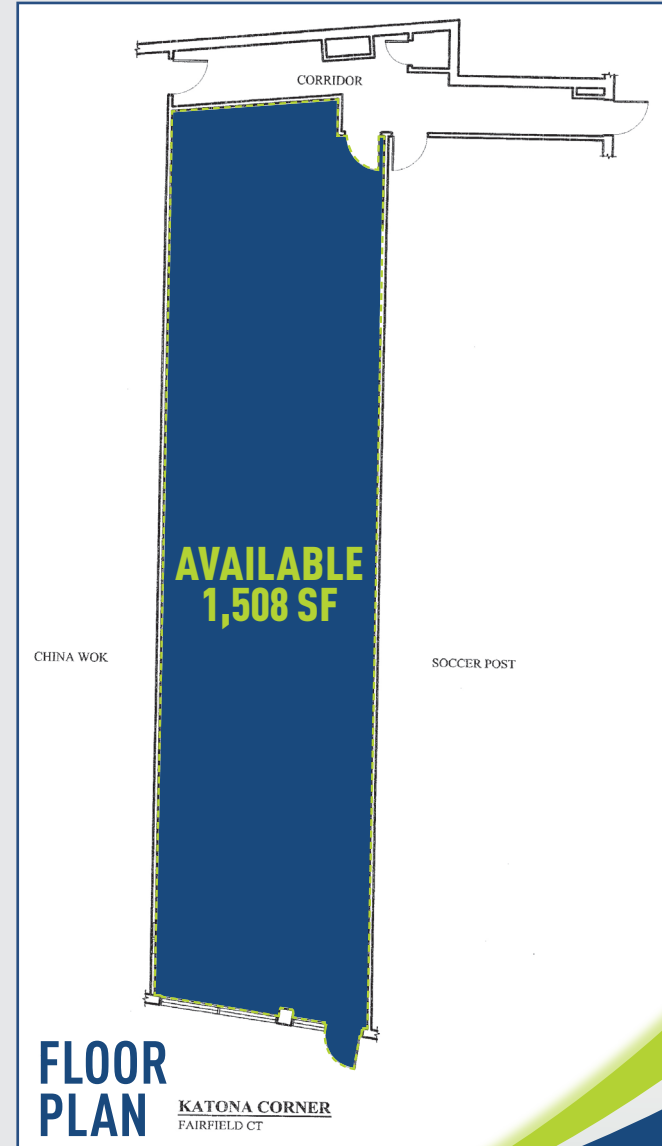 CORRIDOR
AVAILABLE
1,508 SF
CHINA WOK
SOCCER POST
FLOOR
PLAN
KATONA CORNER
FAIRFIELD CT